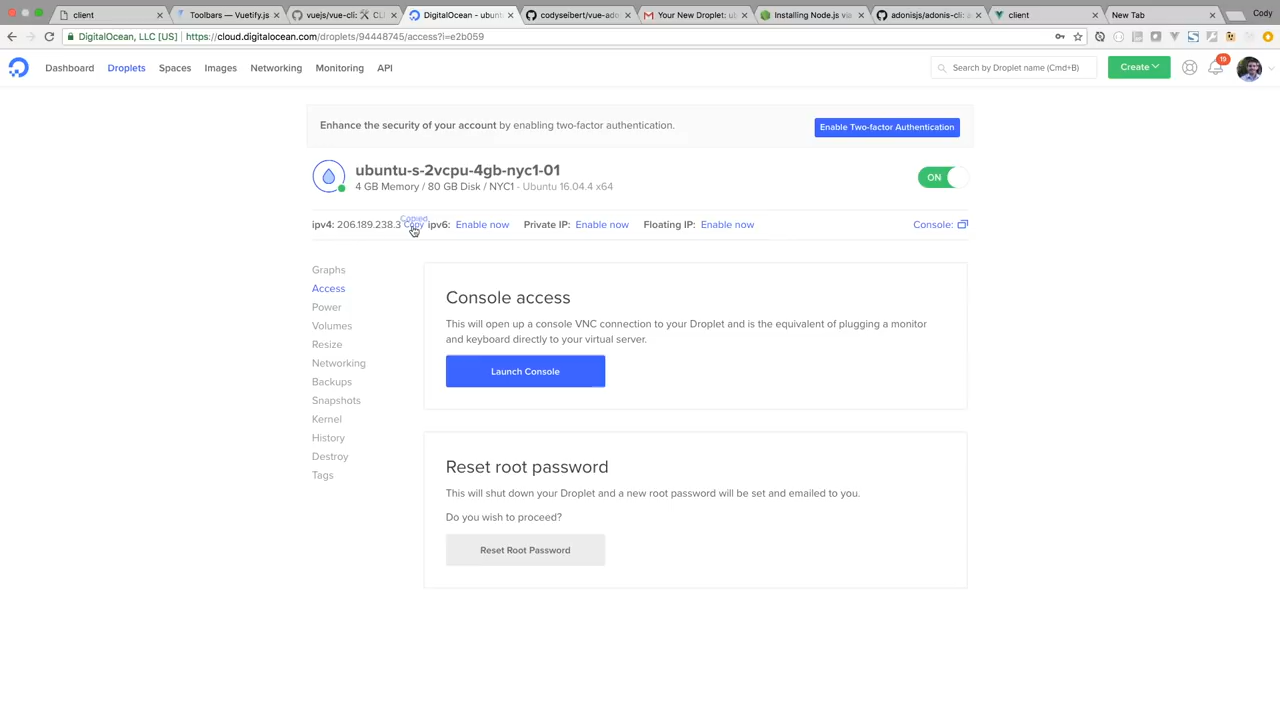 client
Toolbars — Vuetify.js
vuejs/vue-cli: 🛠️ CLI
DigitalOcean - ubuntu
codyseibert/vue-ado
Your New Droplet: ub
Installing Node.js via
adonisjs/adonis-cli:
client
New Tab
Cody
DigitalOcean, LLC [US] https://cloud.digitalocean.com/droplets/94448745/access?i=e2b059
Dashboard Droplets Spaces Images Networking Monitoring API
Search by Droplet name (Cmd+B)
Create
19
Enhance the security of your account by enabling two-factor authentication.
Enable Two-factor Authentication
ubuntu-s-2vcpu-4gb-nyc1-01
4 GB Memory / 80 GB Disk / NYC1 - Ubuntu 16.04.4 x64
ON
Copied
ipv4: 206.189.238.3 Copy ipv6: Enable now Private IP: Enable now Floating IP: Enable now Console:
Graphs
Access
Power
Volumes
Resize
Networking
Backups
Snapshots
Kernel
History
Destroy
Tags
Console access
This will open up a console VNC connection to your Droplet and is the equivalent of plugging a monitor
and keyboard directly to your virtual server.
Launch Console
Reset root password
This will shut down your Droplet and a new root password will be set and emailed to you.
Do you wish to proceed?
Reset Root Password